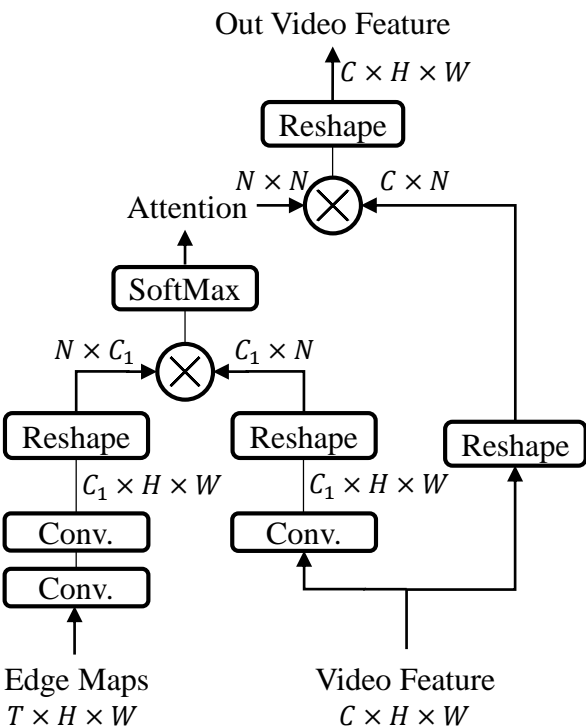 Out Video Feature
C × H × W
Reshape
N × N
C × N
Attention
SoftMax
N × C₁
C₁ × N
Reshape
Reshape
Reshape
C₁ × H × W
C₁ × H × W
Conv.
Conv.
Conv.
Edge Maps
T × H × W
Video Feature
C × H × W